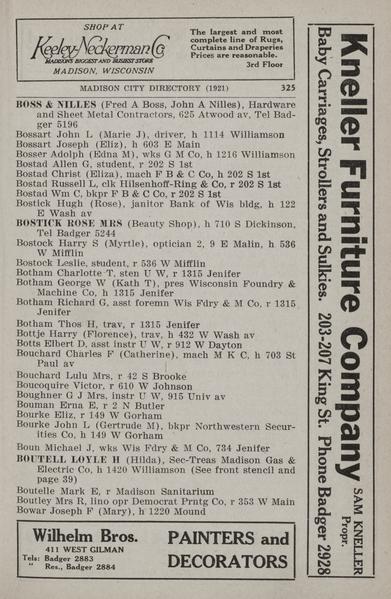 SHOP AT
Keeley-Neckerman Co
MADISON'S BIGGEST AND BUSIEST STORE
MADISON, WISCONSIN
The largest and most
complete line of Rugs,
Curtains and Draperies
Prices are reasonable.
3rd Floor
MADISON CITY DIRECTORY (1921) 325
BOSS & NILLES (Fred A Boss, John A Nilles), Hardware
and Sheet Metal Contractors, 625 Atwood av, Tel Bad-
ger 5196
Bossart John L (Marie J), driver, h 1114 Williamson
Bossart Joseph (Eliz), h 603 E Main
Bosser Adolph (Edna M), wks G M Co, h 1216 Williamson
Bostad Allen G, student, r 202 S 1st
Bostad Christ (Eliza), mach F B & C Co, h 202 S 1st
Bostad Russell L, clk Hilsenhoff-Ring & Co, r 202 S 1st
Bostad Wm C, bkpr F B & C Co, r 202 S 1st
Bostick Hugh (Rose), janitor Bank of Wis bldg, h 122
E Wash av
BOSTICK ROSE MRS (Beauty Shop), h 710 S Dickinson,
Tel Badger 5244
Bostock Harry S (Myrtle), optician 2, 9 E Malin, h 536
W Mifflin
Bostock Leslie, student, r 536 W Mifflin
Botham Charlotte T, sten U W, r 1315 Jenifer
Botham George W (Kath T), pres Wisconsin Foundry &
Machine Co, h 1315 Jenifer
Botham Richard G, asst foremn Wis Fdry & M Co, r 1315
Jenifer
Botham Thos H, trav, r 1315 Jenifer
Bottje Harry (Florence), trav, h 432 W Wash av
Botts Elbert D, asst instr U W, r 912 W Dayton
Bouchard Charles F (Catherine), mach M K C, h 703 St
Paul av
Bouchard Lulu Mrs, r 42 S Brooke
Boucoquire Victor, r 610 W Johnson
Boughner G J Mrs, instr U W, 915 Univ av
Bouman Erna E, r 2 N Butler
Bourke Eliz, r 149 W Gorham
Bourke John L (Gertrude M), bkpr Northwestern Secur-
ities Co, h 149 W Gorham
Boun Michael J, wks Wis Fdry & M Co, 734 Jenifer
BOUTELL LOYLE H (Hilda), Sec-Treas Madison Gas &
Electric Co, h 1420 Williamson (See front stencil and
page 39)
Boutelle Mark E, r Madison Sanitarium
Boutley Mrs R, lino opr Democrat Prntg Co, r 353 W Main
Bowar Joseph F (Mary), h 1220 Mound
Wilhelm Bros.
411 WEST GILMAN
Tels: Badger 2883
" Res., Badger 2884
PAINTERS and
DECORATORS
Kneller Furniture Company
SAM KNELLER
Propr.
Baby Carriages, Strollers and Sulkies. 203-207 King St. Phone Badger 2928